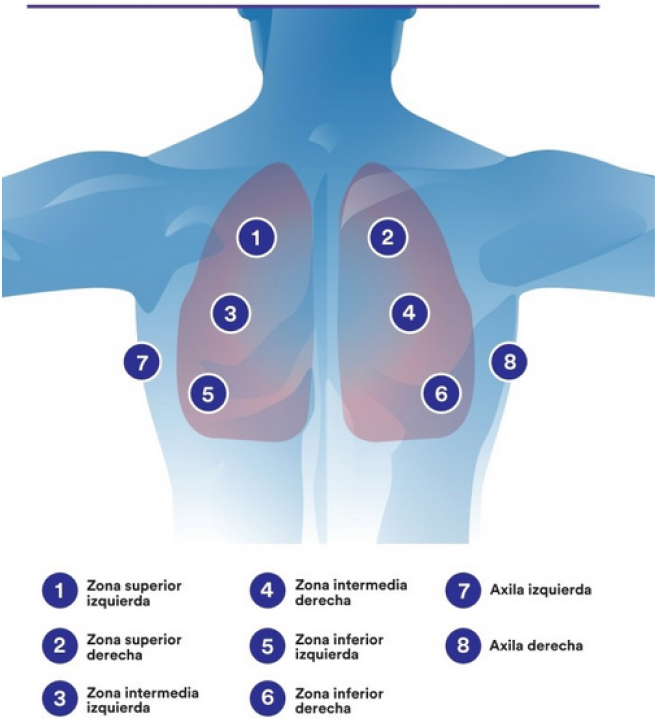 1
2
3
4
7
8
5
6
1 Zona superior
izquierda
4 Zona intermedia
derecha
7 Axila izquierda
2 Zona superior
derecha
5 Zona inferior
izquierda
8 Axila derecha
3 Zona intermedia
izquierda
6 Zona inferior
derecha